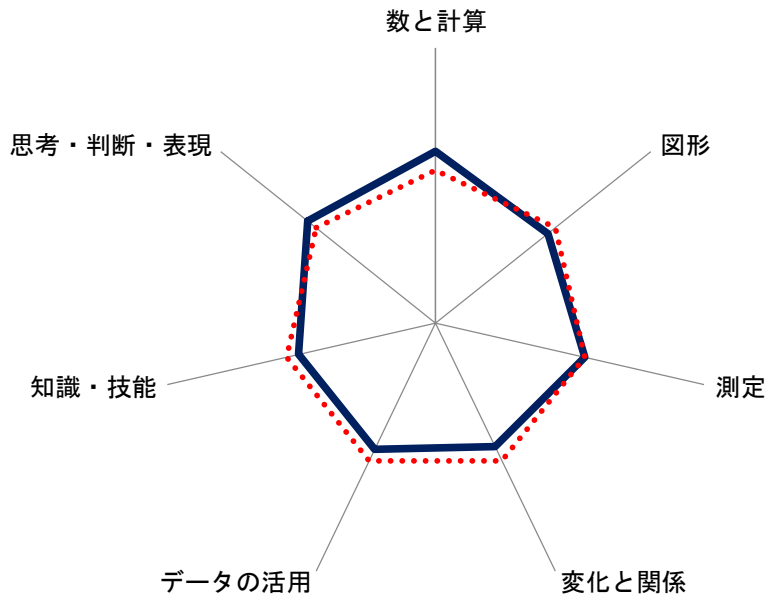 数と計算
図形
思考・判断・表現
測定
知識・技能
変化と関係
データの活用